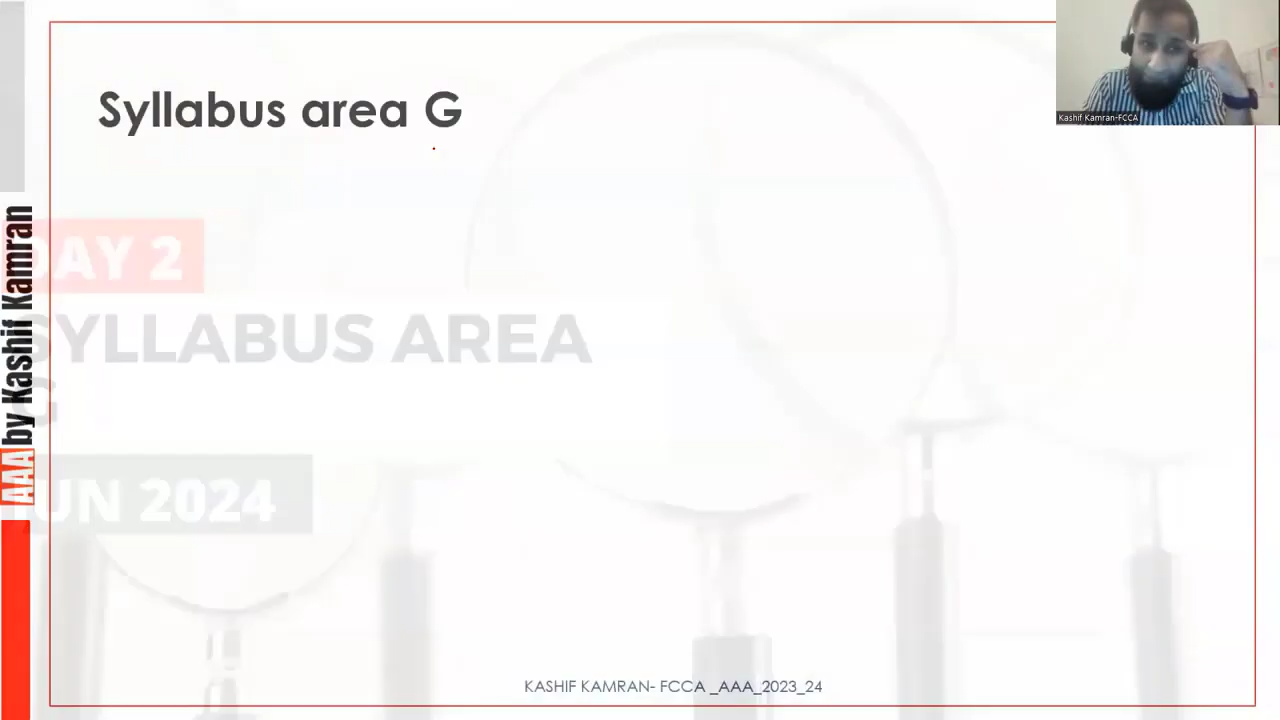 Syllabus area G
Kashif Kamran-FCCA
DAY 2
SYLLABUS AREA
G
JUN 2024
AAA by Kashif Kamran
KASHIF KAMRAN- FCCA _AAA_2023_24